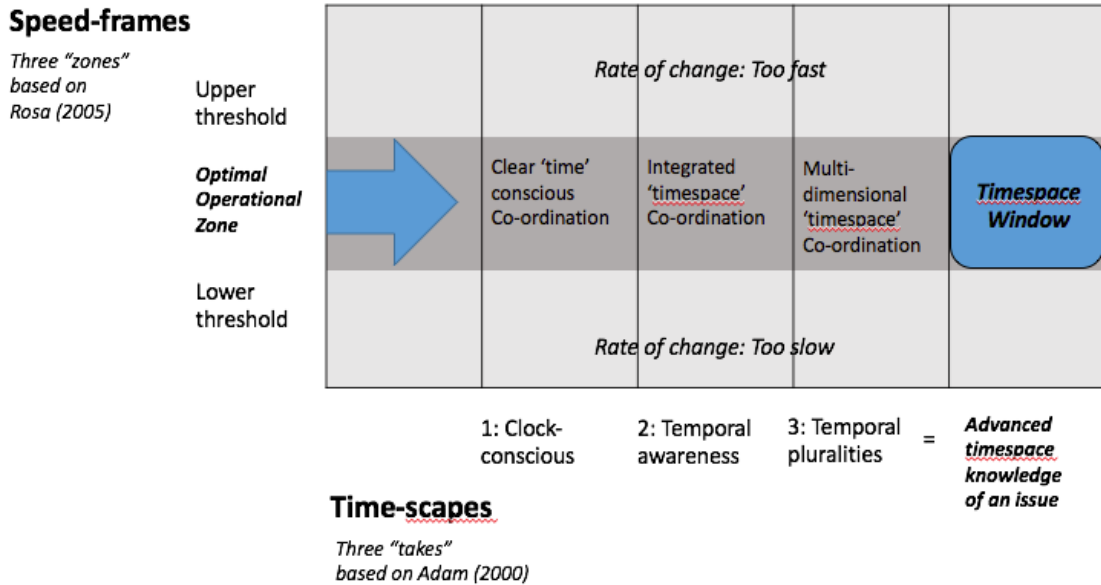 Speed-frames
Three “zones”
based on
Rosa (2005)
Upper
threshold
Rate of change: Too fast
Optimal
Operational
Zone
Clear ‘time’
conscious
Co-ordination
Integrated
‘timespace’
Co-ordination
Multi-
dimensional
‘timespace’
Co-ordination
Timespace
Window
Lower
threshold
Rate of change: Too slow
1: Clock-
conscious
2: Temporal
awareness
3: Temporal
pluralities
=
Advanced
timespace
knowledge
of an issue
Time-scapes
Three “takes”
based on Adam (2000)